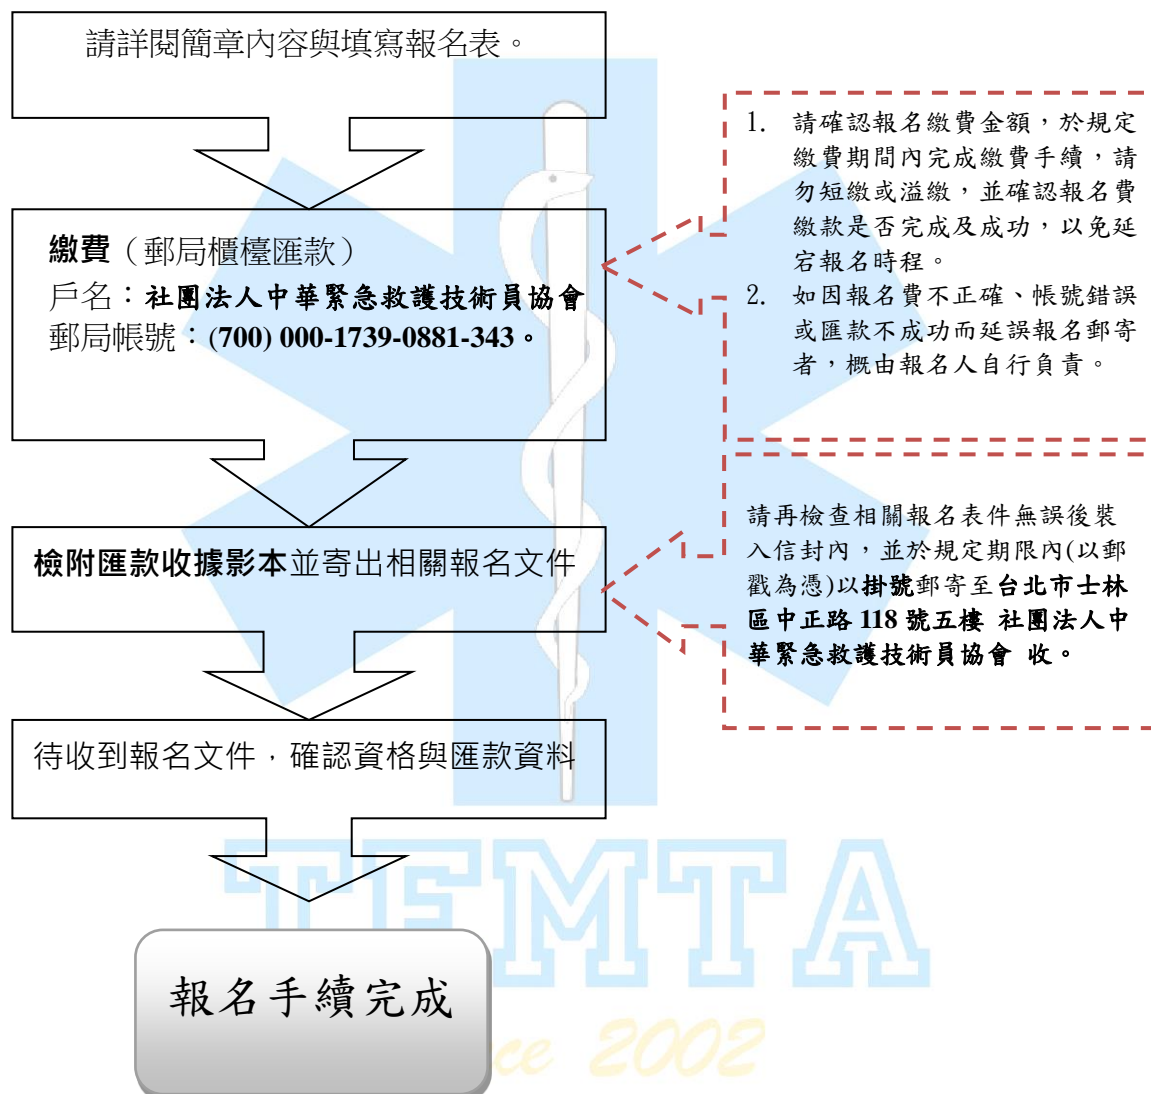 請詳閱簡章內容與填寫報名表。
繳費（郵局櫃檯匯款）
戶名：社團法人中華緊急救護技術員協會
郵局帳號：(700) 000-1739-0881-343。
1. 請確認報名繳費金額，於規定
繳費期間內完成繳費手續，請
勿短繳或溢繳，並確認報名費
繳款是否完成及成功，以免延
宕報名時程。
2. 如因報名費不正確、帳號錯誤
或匯款不成功而延誤報名郵寄
者，概由報名人自行負責。
檢附匯款收據影本並寄出相關報名文件
請再檢查相關報名表件無誤後裝
入信封內，並於規定期限內(以郵
戳為憑)以掛號郵寄至台北市士林
區中正路 118 號五樓 社團法人中
華緊急救護技術員協會 收。
待收到報名文件，確認資格與匯款資料
TEMTA
報名手續完成
ce 2002